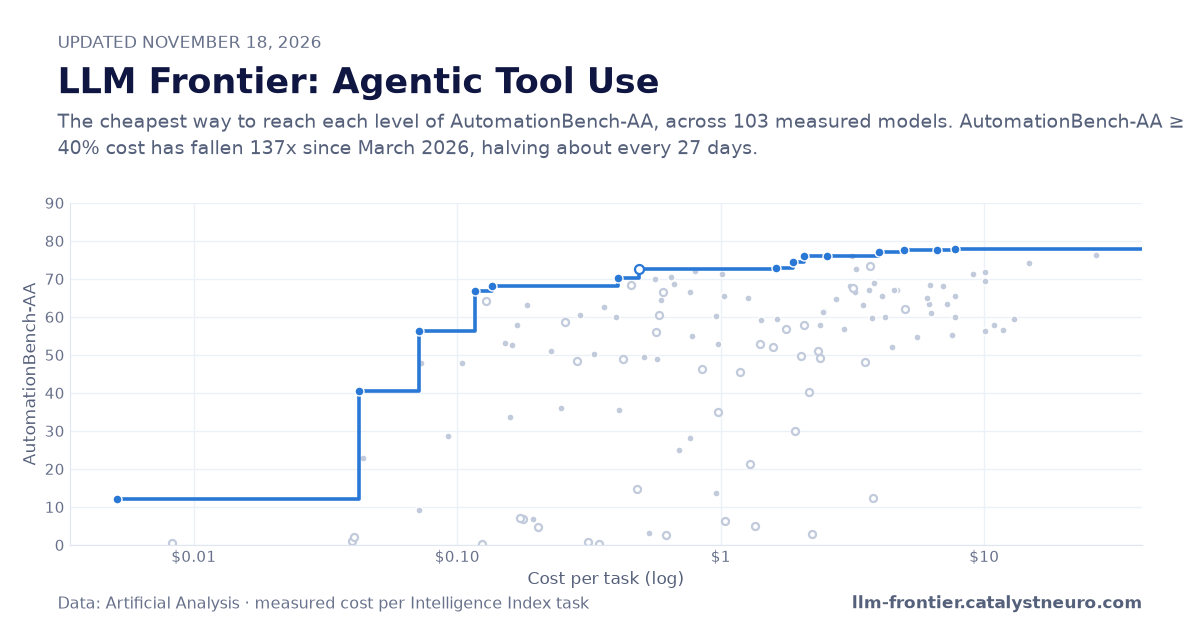 UPDATED NOVEMBER 18, 2026
LLM Frontier: Agentic Tool Use
The cheapest way to reach each level of AutomationBench-AA, across 103 measured models. AutomationBench-AA ≥
40% cost has fallen 137x since March 2026, halving about every 27 days.
AutomationBench-AA
90
80
70
60
50
40
30
20
10
0
$0.01 $0.10 $1 $10
Cost per task (log)
Data: Artificial Analysis · measured cost per Intelligence Index task
llm-frontier.catalystneuro.com